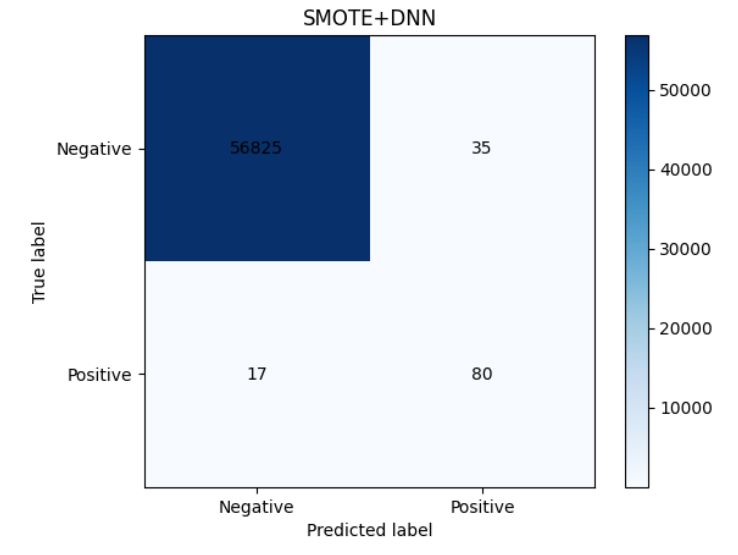 SMOTE+DNN
True label
Negative
56825
35
Positive
17
80
Negative
Positive
Predicted label
50000
40000
30000
20000
10000